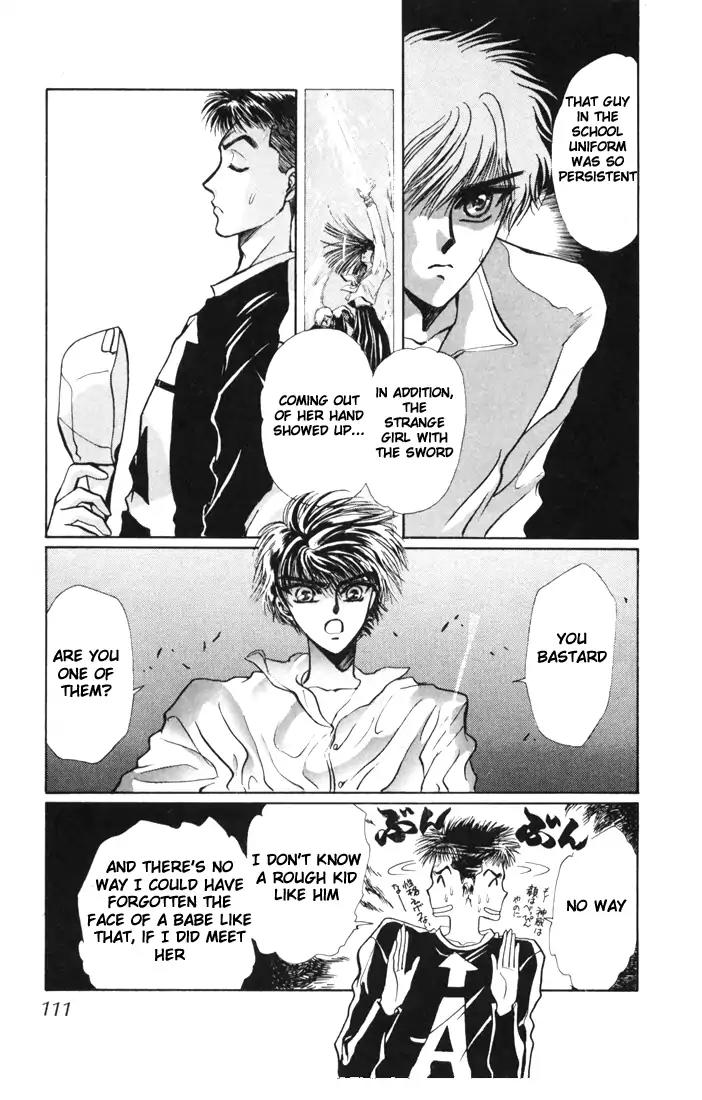 THAT GUY
IN THE
SCHOOL
UNIFORM
WAS SO
PERSISTENT
IN ADDITION,
THE
STRANGE
GIRL WITH
THE SWORD
COMING OUT
OF HER HAND
SHOWED UP...
YOU
BASTARD
ARE YOU
ONE OF
THEM?
NO WAY
ぶん
ぶん
I DON'T KNOW
A ROUGH KID
LIKE HIM
AND THERE'S NO
WAY I COULD HAVE
FORGOTTEN THE
FACE OF A BABE LIKE
THAT, IF I DID MEET
HER
A
111